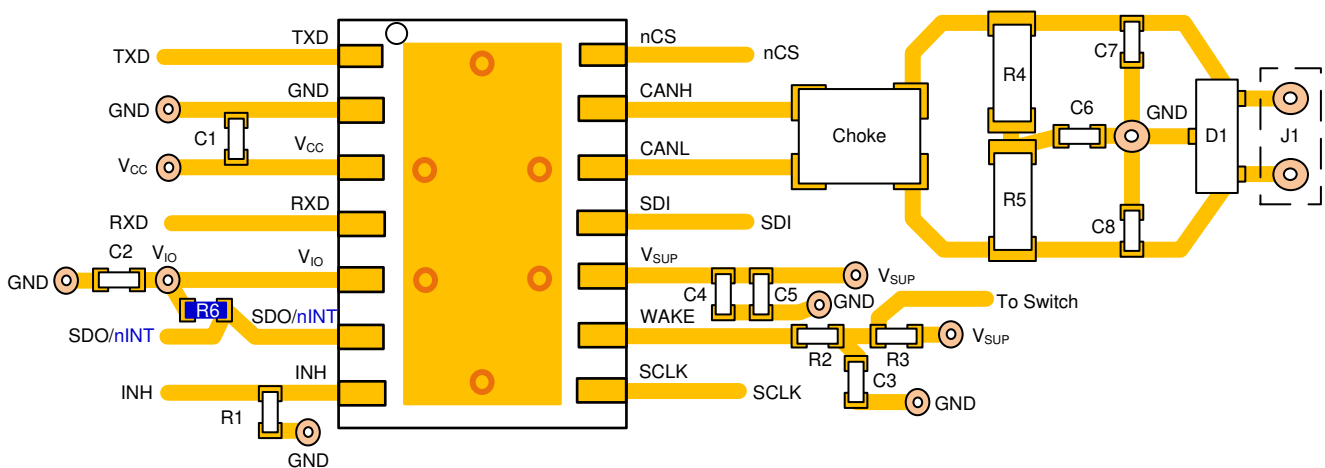 TXD
TXD
nCS
nCS
GND
GND
CANH
C1
VCC
VCC
CANL
Choke
RXD
RXD
SDI
SDI
GND
C2
VIO
VIO
VSUP
VSUP
C4
C5
GND
R6
SDO/nINT
SDO/nINT
WAKE
To Switch
R2
R3
VSUP
C3
GND
INH
INH
SCLK
SCLK
R1
GND
R4
R5
C6
C7
GND
C8
D1
J1